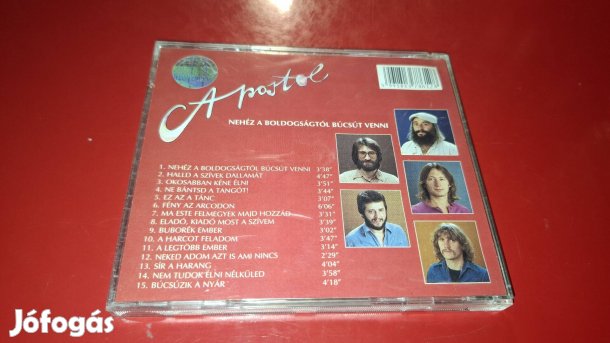 Apostol
NEHÉZ A BOLDOGSÁGTÓL BÚCSÚT VENNI
1. NEHÉZ A BOLDOGSÁGTÓL BÚCSÚT VENNI 3'38"
2. HALLD A SZÍVEK DALLAMÁT 4'47"
3. OKOSABBAN KÉNE ÉLNI 3'51"
4. NE BÁNTSD A TANGÓT! 3'44
5. EZ AZ A TÁNC 3'07"
6. FÉNY AZ ARCODON 6'06"
7. MA ESTE FELMEGYEK MAJD HOZZÁD 3'31"
8. ELADÓ, KIADÓ MOST A SZÍVEM 3'39"
9. BUBORÉK EMBER 3'02"
10. A HARCOT FELADOM 3'47"
11. A LEGTÖBB EMBER 3'14"
12. NEKED ADOM AZT IS AMI NINCS 2'29"
13. SÍR A HARANG 4'04"
14. NEM TUDOK ÉLNI NÉLKÜLED 3'58"
15. BÚCSÚZIK A NYÁR 4'18"
Jófogás